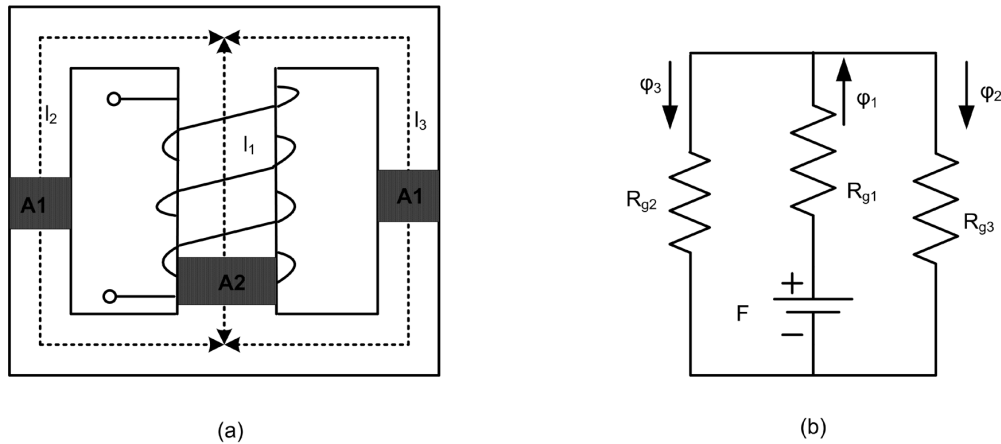 l₂
l₁
l₃
A1
A2
A1
(a)
φ₃
φ₁
φ₂
Rg₂
Rg₁
Rg₃
F
+
−
(b)